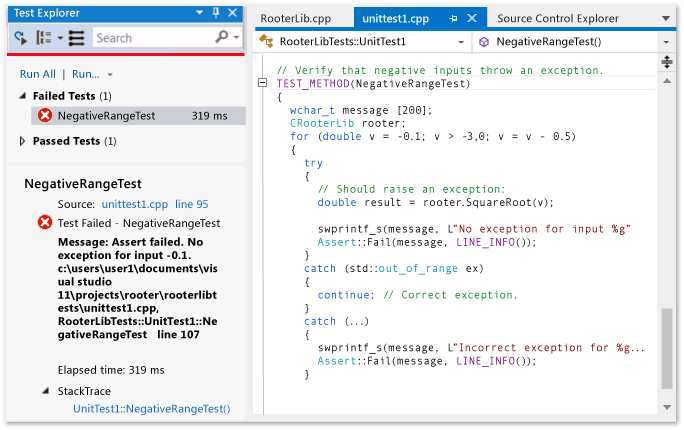 Test Explorer
Search
Run All | Run...
Failed Tests (1)
NegativeRangeTest 319 ms
Passed Tests (1)
NegativeRangeTest
Source: unittest1.cpp line 95
Test Failed - NegativeRangeTest
Message: Assert failed. No
exception for input -0.1.
c:\users\user1\documents\vis
ual studio
11\projects\rooter\rooterlibt
ests\unittest1.cpp,
RooterLibTests::UnitTest1::Ne
gativeRangeTest line 107
Elapsed time: 319 ms
StackTrace
UnitTest1::NegativeRangeTest()
RooterLib.cpp unittest1.cpp Source Control Explorer
RooterLibTests::UnitTest1 NegativeRangeTest()
// Verify that negative inputs throw an exception.
TEST_METHOD(NegativeRangeTest)
{
wchar_t message [200];
CRooterLib rooter;
for (double v = -0.1; v > -3,0; v = v - 0.5)
{
try
{
// Should raise an exception:
double result = rooter.SquareRoot(v);
swprintf_s(message, L"No exception for input %g"
Assert::Fail(message, LINE_INFO());
}
catch (std::out_of_range ex)
{
continue; // Correct exception.
}
catch (...)
{
swprintf_s(message, L"Incorrect exception for %g...
Assert::Fail(message, LINE_INFO());
}